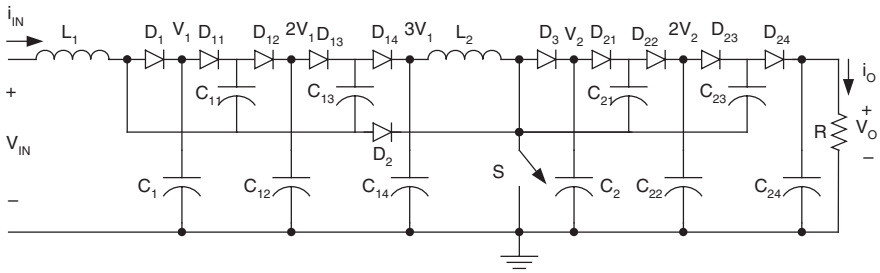 i_IN
L_1 D_1 V_1 D_11 D_12 2V_1 D_13 D_14 3V_1 L_2 D_3 V_2 D_21 D_22 2V_2 D_23 D_24
i_O
+ C_11 C_13 C_21 C_23 +
V_IN D_2 R V_O
S −
− C_1 C_12 C_14 C_2 C_22 C_24